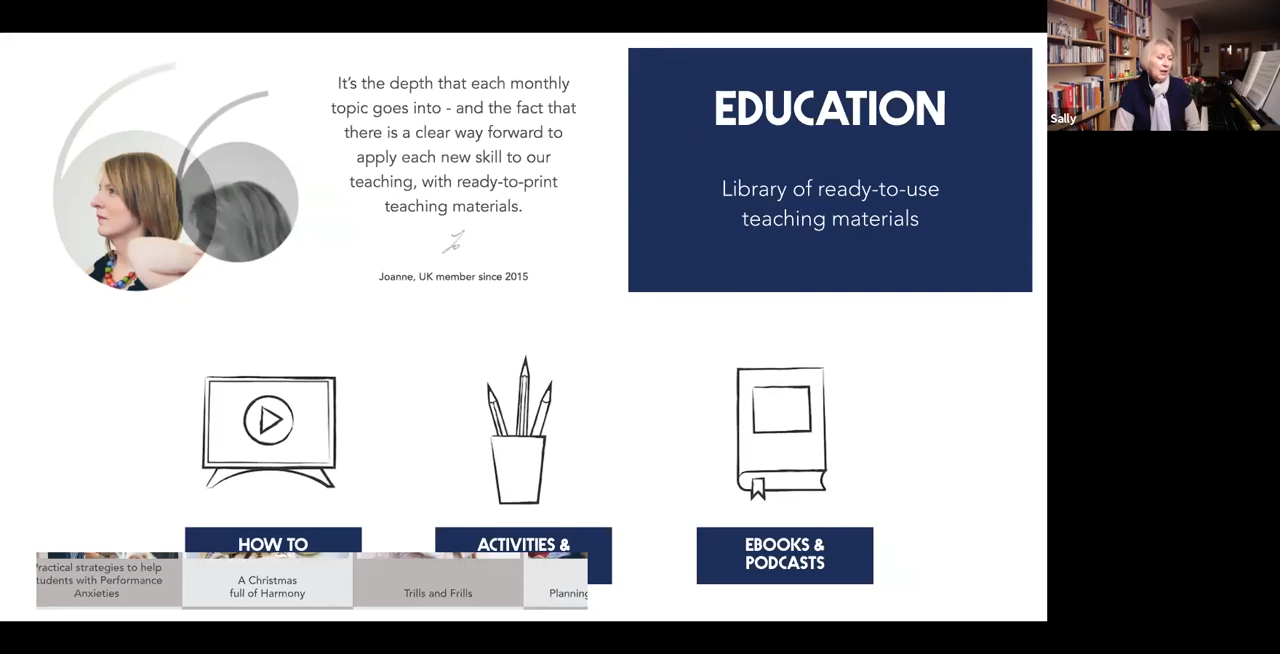 It's the depth that each monthly
topic goes into - and the fact that
there is a clear way forward to
apply each new skill to our
teaching, with ready-to-print
teaching materials.
Joanne, UK member since 2015
EDUCATION
Library of ready-to-use
teaching materials
Sally
HOW TO
ACTIVITIES &
EBOOKS &
PODCASTS
Practical strategies to help
students with Performance
Anxieties
A Christmas
full of Harmony
Trills and Frills
Planning